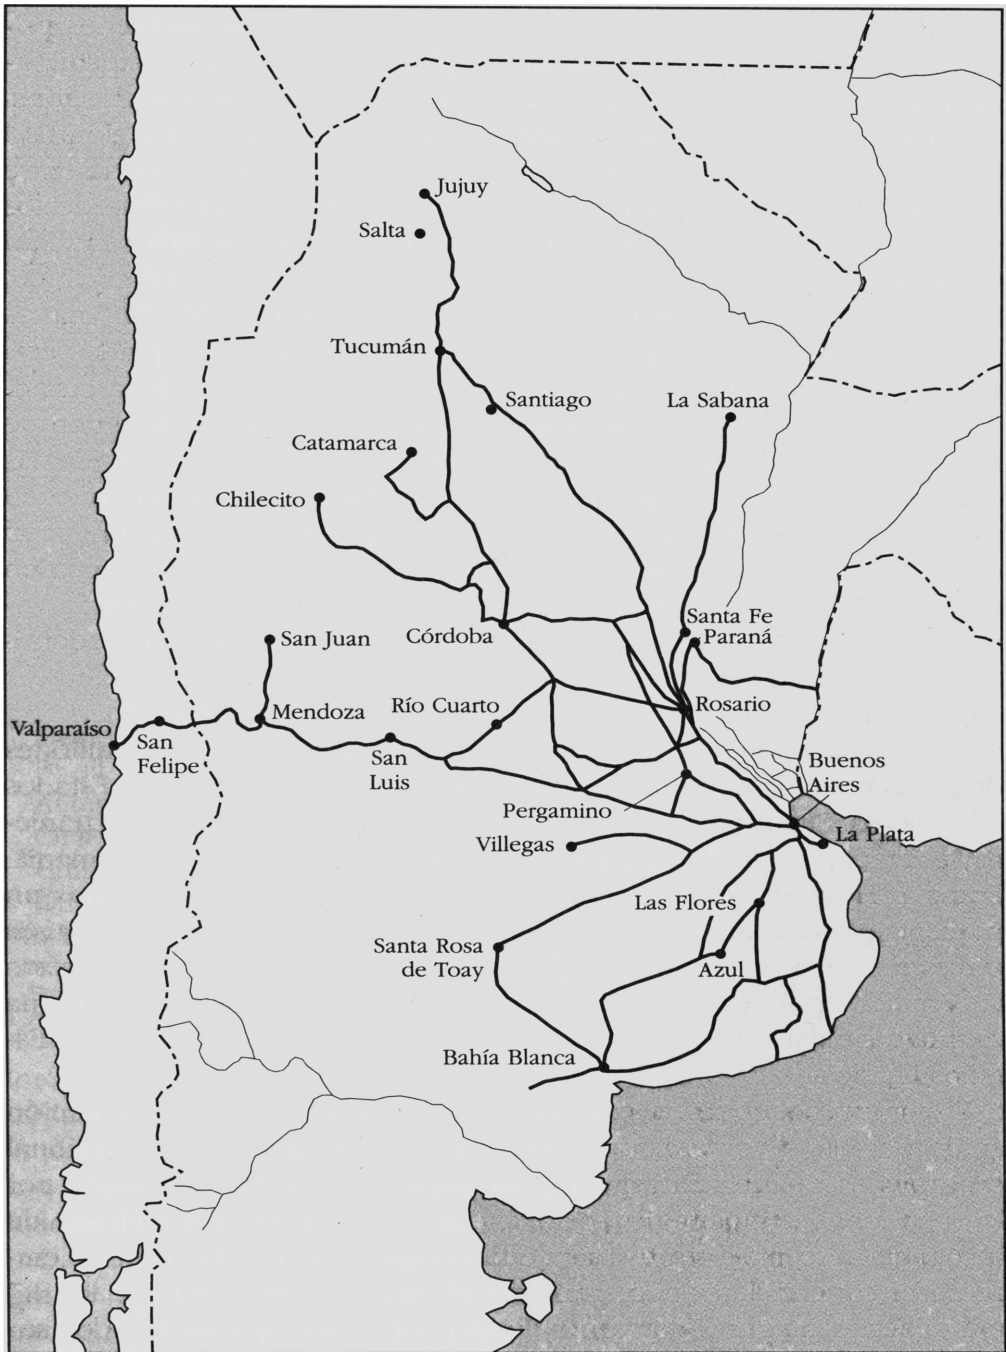 Jujuy
Salta
Tucumán
Santiago
La Sabana
Catamarca
Chilecito
Santa Fe
Paraná
San Juan
Córdoba
Mendoza
Río Cuarto
Rosario
Valparaíso
San
Felipe
San
Luis
Buenos
Aires
Pergamino
La Plata
Villegas
Las Flores
Santa Rosa
de Toay
Azul
Bahía Blanca